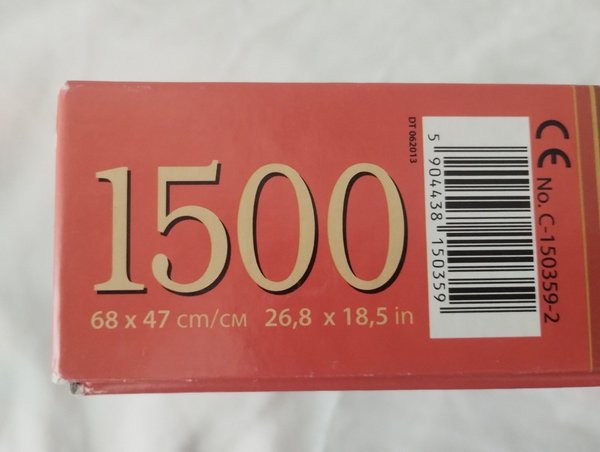 1500
68 x 47 cm/см 26,8 x 18,5 in
DT 062013
5 904438 150359
CE No. C-150359-2